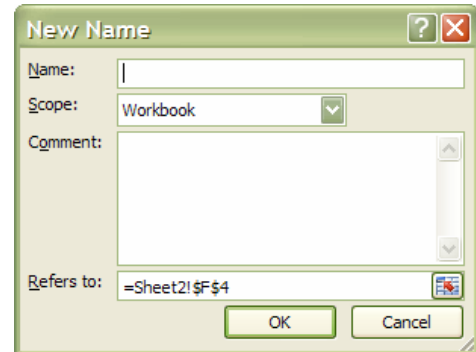 New Name
Name:
Scope: Workbook
Comment:
Refers to: =Sheet2!$F$4
OK Cancel